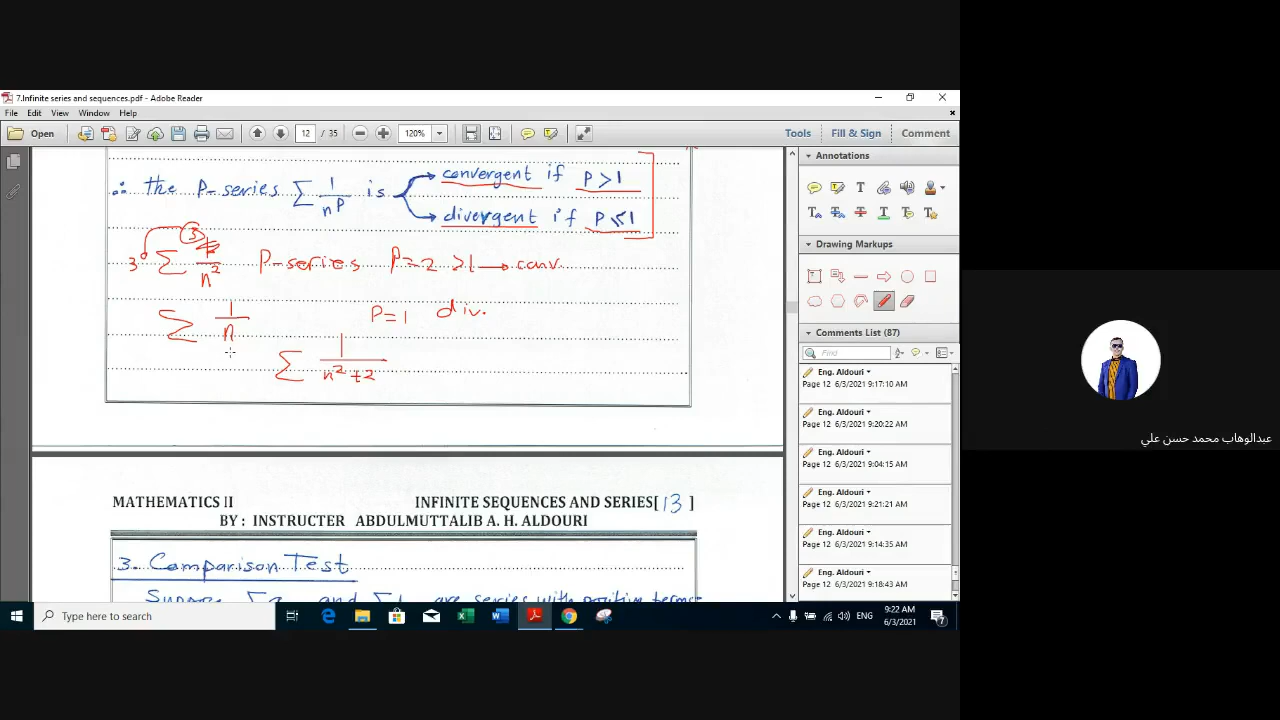 7.Infinite series and sequences.pdf - Adobe Reader
File Edit View Window Help
Open 12 / 35 120% Tools Fill & Sign Comment
∴ the P-series ∑ 1/n^P is convergent if P>1
divergent if P≤1
3 ∑ 3/n² P-series P=2 >1 → conv.
∑ 1/n P=1 div.
∑ 1/n²+2
MATHEMATICS II INFINITE SEQUENCES AND SERIES[13]
BY : INSTRUCTER ABDULMUTTALIB A. H. ALDOURI
3. Comparison Test
and are series with positive terms
Annotations
Drawing Markups
Comments List (87)
Find
Eng. Aldouri
Page 12 6/3/2021 9:17:10 AM
Eng. Aldouri
Page 12 6/3/2021 9:20:22 AM
Eng. Aldouri
Page 12 6/3/2021 9:04:15 AM
Eng. Aldouri
Page 12 6/3/2021 9:21:21 AM
Eng. Aldouri
Page 12 6/3/2021 9:14:35 AM
Eng. Aldouri
Page 12 6/3/2021 9:18:43 AM
عبدالوهاب محمد حسن علي
Type here to search
ENG
9:22 AM
6/3/2021